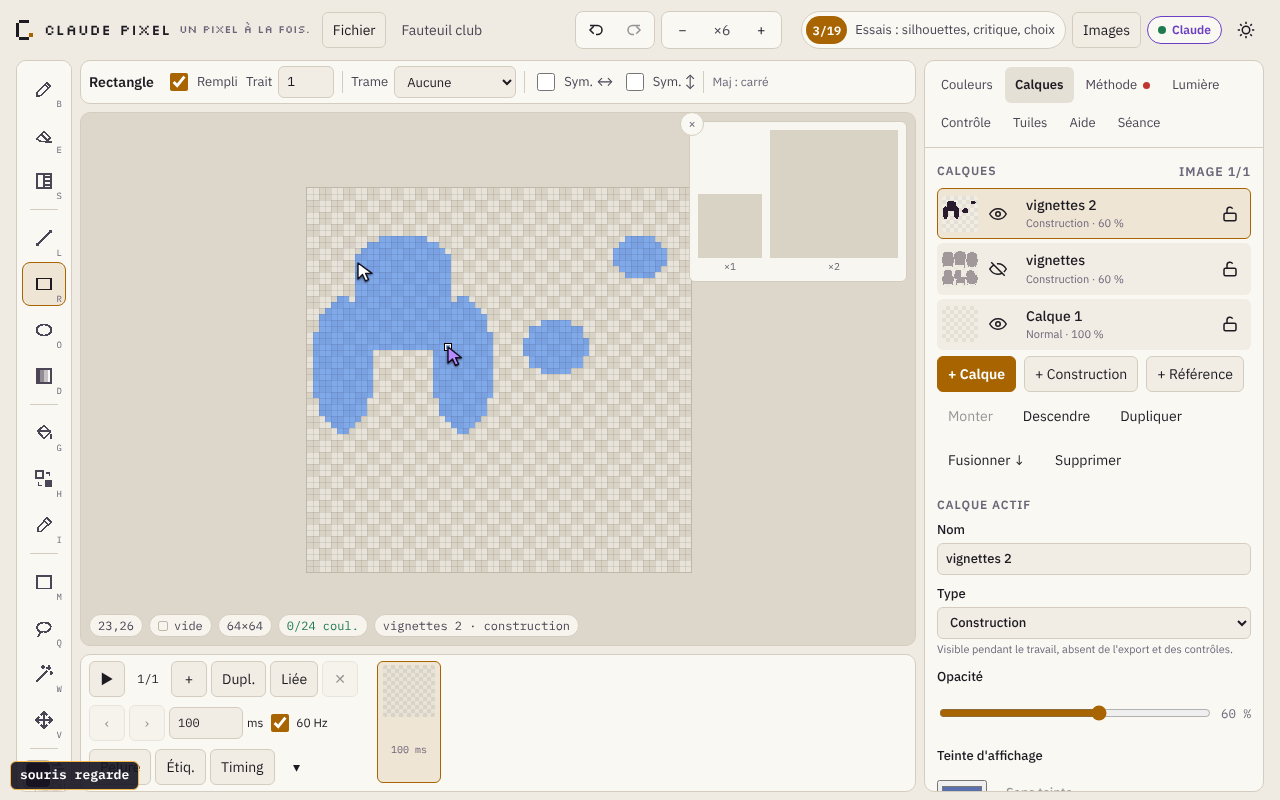 CLAUDE PIXEL UN PIXEL À LA FOIS. Fichier Fauteuil club
− ×6 + 3/19 Essais : silhouettes, critique, choix Images Claude
Rectangle Rempli Trait 1 Trame Aucune Sym. ↔ Sym. ↕ Maj : carré
B
E
S
L
R
O
D
G
H
I
M
Q
W
V
×
×1 ×2
23,26 vide 64×64 0/24 coul. vignettes 2 · construction
1/1 + Dupl. Liée ×
‹ › 100 ms 60 Hz
Étiq. Timing ▼
100 ms
souris regarde
Couleurs Calques Méthode Lumière
Contrôle Tuiles Aide Séance
CALQUES IMAGE 1/1
vignettes 2
Construction · 60 %
vignettes
Construction · 60 %
Calque 1
Normal · 100 %
+ Calque + Construction + Référence
Monter Descendre Dupliquer
Fusionner ↓ Supprimer
CALQUE ACTIF
Nom
vignettes 2
Type
Construction
Visible pendant le travail, absent de l'export et des contrôles.
Opacité
60 %
Teinte d'affichage